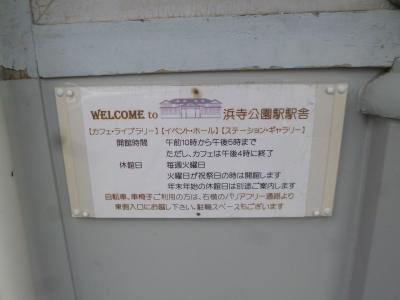 WELCOME to 浜寺公園駅駅舎
【カフェ・ライブラリー】【イベント・ホール】【ステーション・ギャラリー】
開館時間 午前10時から午後5時まで
ただし、カフェは午後4時に終了
休館日 毎週火曜日
火曜日が祝祭日の時は開館します
年末年始の休館日は別途ご案内します
自転車、車椅子ご利用の方は、右横のバリアフリー通路より
東側入口にお越し下さい。駐輪スペースもございます